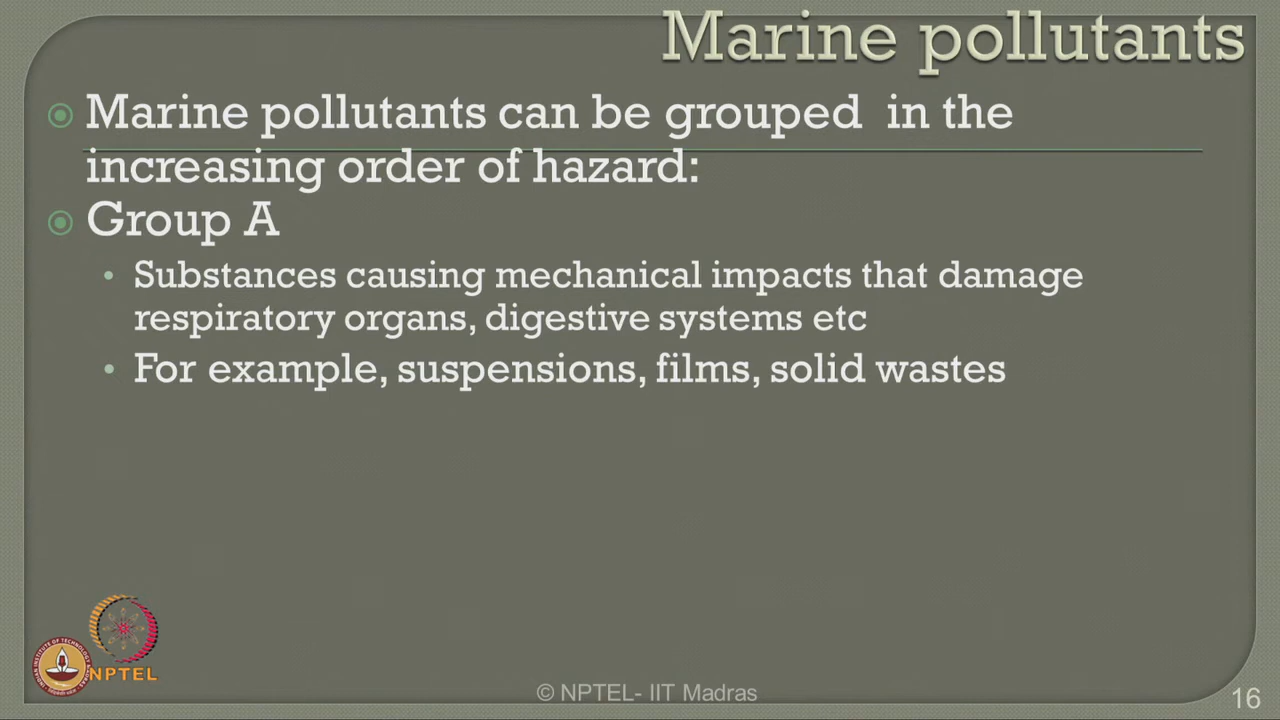 Marine pollutants
Marine pollutants can be grouped in the
increasing order of hazard:
Group A
Substances causing mechanical impacts that damage
respiratory organs, digestive systems etc
For example, suspensions, films, solid wastes
NPTEL
© NPTEL- IIT Madras
16